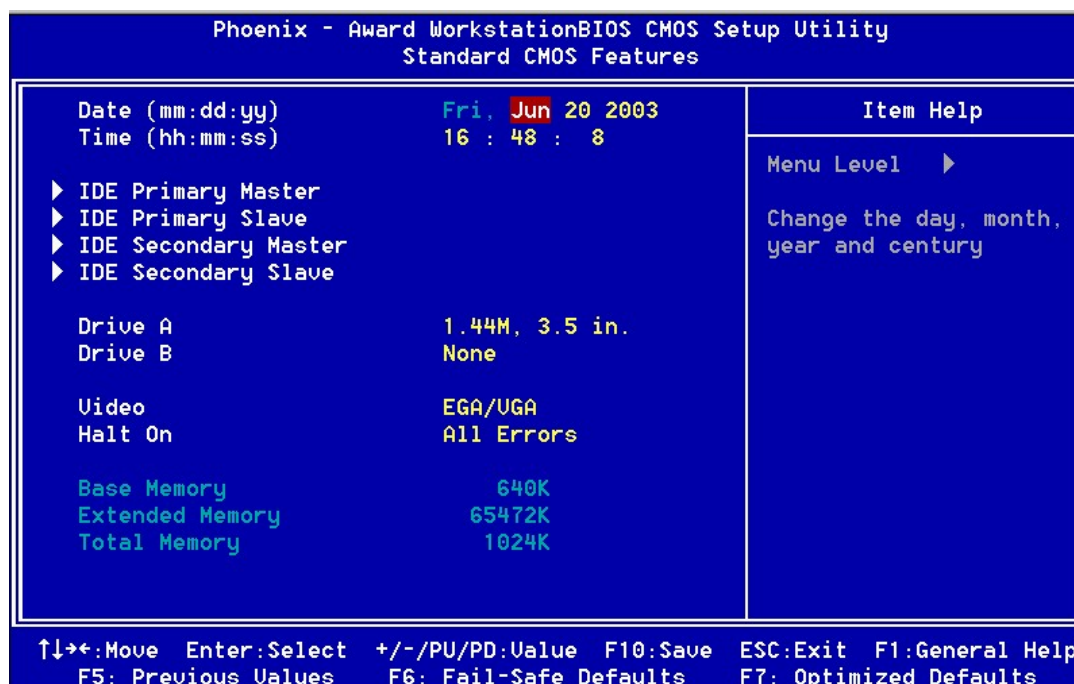 Phoenix - Award WorkstationBIOS CMOS Setup Utility
Standard CMOS Features
Date (mm:dd:yy) Fri, Jun 20 2003
Time (hh:mm:ss) 16 : 48 : 8
IDE Primary Master
IDE Primary Slave
IDE Secondary Master
IDE Secondary Slave
Drive A 1.44M, 3.5 in.
Drive B None
Video EGA/VGA
Halt On All Errors
Base Memory 640K
Extended Memory 65472K
Total Memory 1024K
Item Help
Menu Level
Change the day, month,
year and century
↑↓→←:Move Enter:Select +/-/PU/PD:Value F10:Save ESC:Exit F1:General Help
F5: Previous Values F6: Fail-Safe Defaults F7: Optimized Defaults